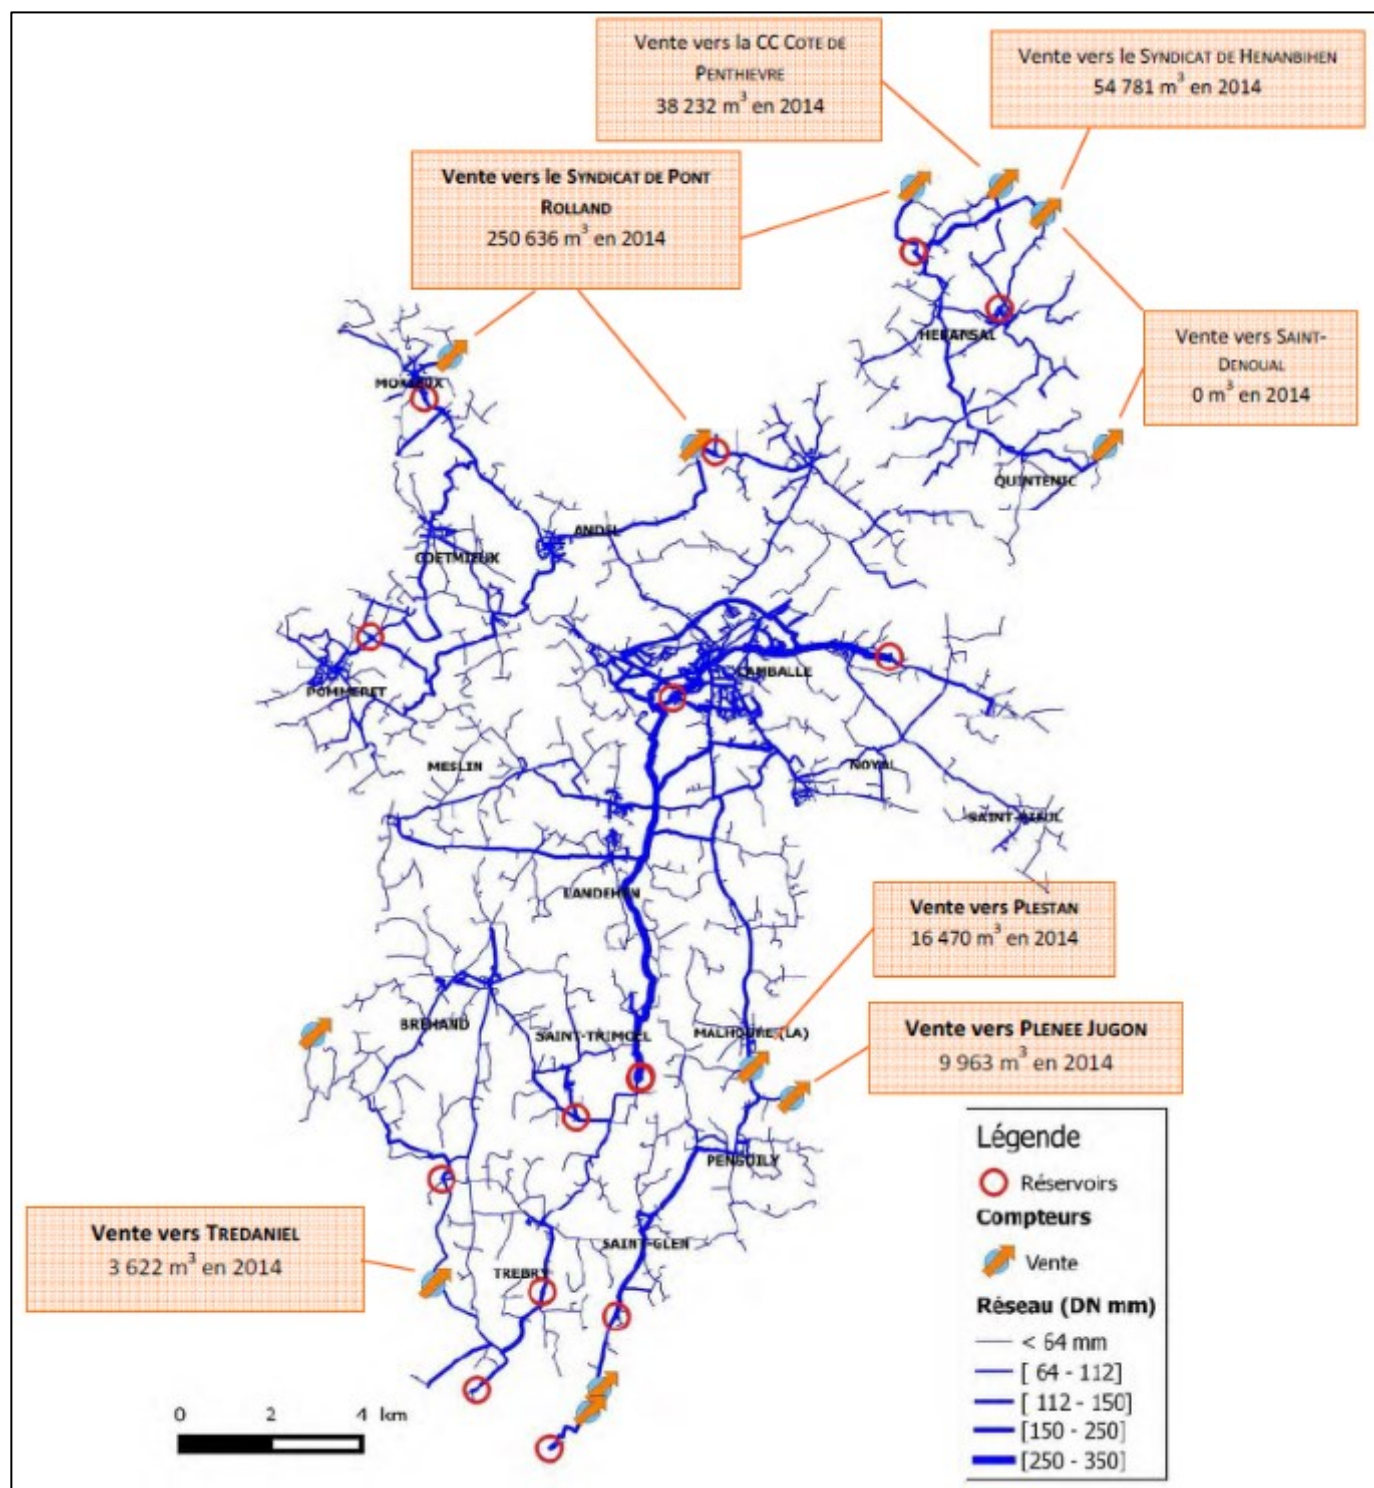 Vente vers la CC COTE DE
PENTHIEVRE
38 232 m³ en 2014
Vente vers le SYNDICAT DE HENANBIHEN
54 781 m³ en 2014
Vente vers le SYNDICAT DE PONT
ROLLAND
250 636 m³ en 2014
HENANSAL
Vente vers SAINT-
DENOUAL
0 m³ en 2014
MORIEUX
QUINTENIC
ANDEL
COETMIEUX
LAMBALLE
POMMERET
MESLIN
NOYAL
SAINT-RIEUL
LANDEHEN
Vente vers PLESTAN
16 470 m³ en 2014
BREHAND
SAINT-TRIMOEL
MALHOURE (LA)
Vente vers PLENEE JUGON
9 963 m³ en 2014
PENGUILY
Vente vers TREDANIEL
3 622 m³ en 2014
SAINT-GLEN
TREBRY
Légende
Réservoirs
Compteurs
Vente
Réseau (DN mm)
< 64 mm
[ 64 - 112]
[ 112 - 150]
[150 - 250]
[250 - 350]
0 2 4 km